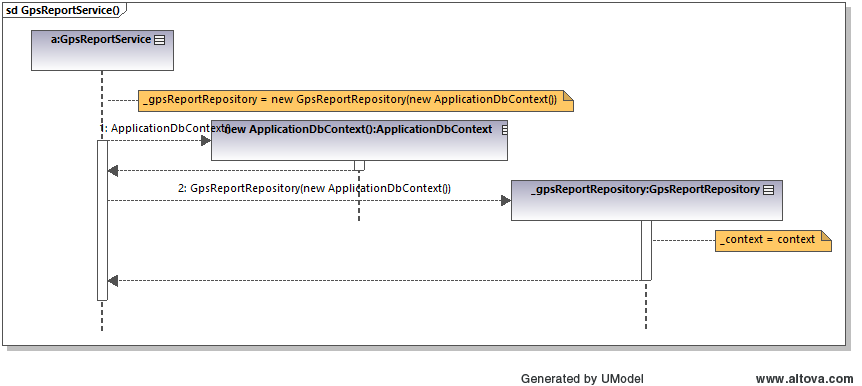 sd GpsReportService()
a:GpsReportService
_gpsReportRepository = new GpsReportRepository(new ApplicationDbContext())
1: ApplicationDbContext()
new ApplicationDbContext():ApplicationDbContext
2: GpsReportRepository(new ApplicationDbContext())
_gpsReportRepository:GpsReportRepository
_context = context
Generated by UModel
www.altova.com